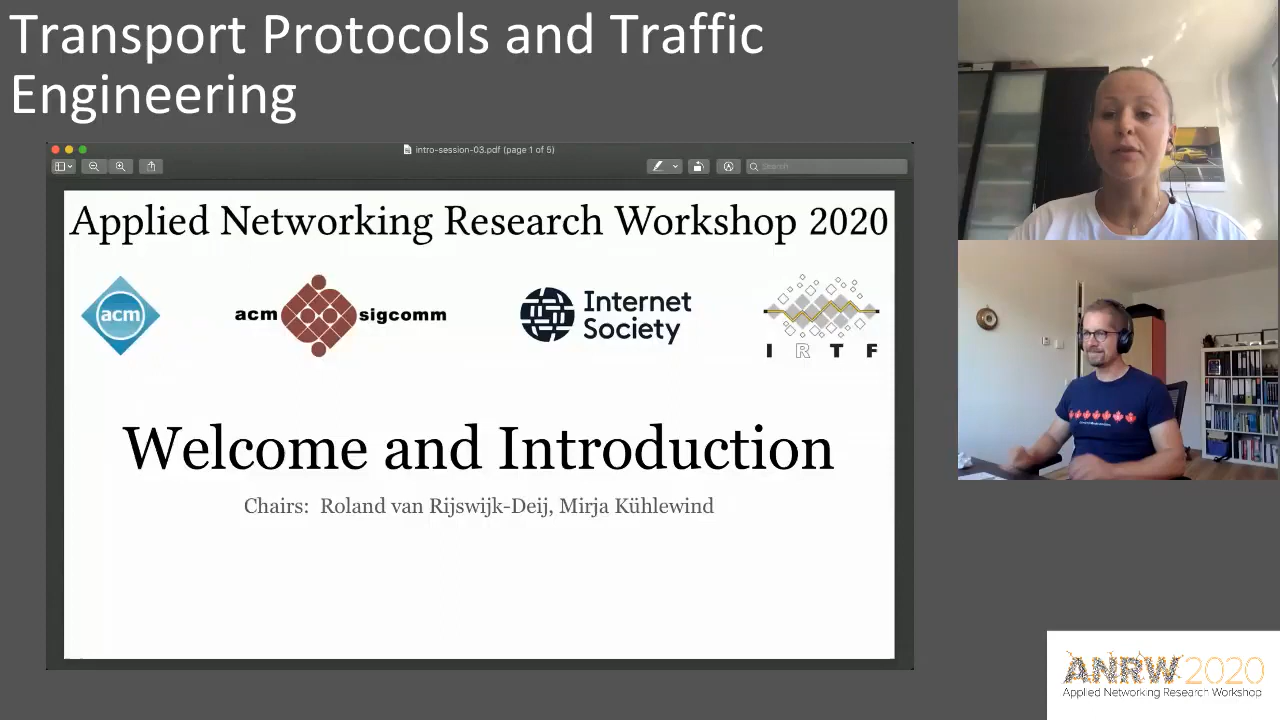 Transport Protocols and Traffic
Engineering
intro-session-03.pdf (page 1 of 5)
Search
Applied Networking Research Workshop 2020
acm
acm sigcomm
Internet
Society
I R T F
Welcome and Introduction
Chairs: Roland van Rijswijk-Deij, Mirja Kühlewind
ANRW2020
Applied Networking Research Workshop